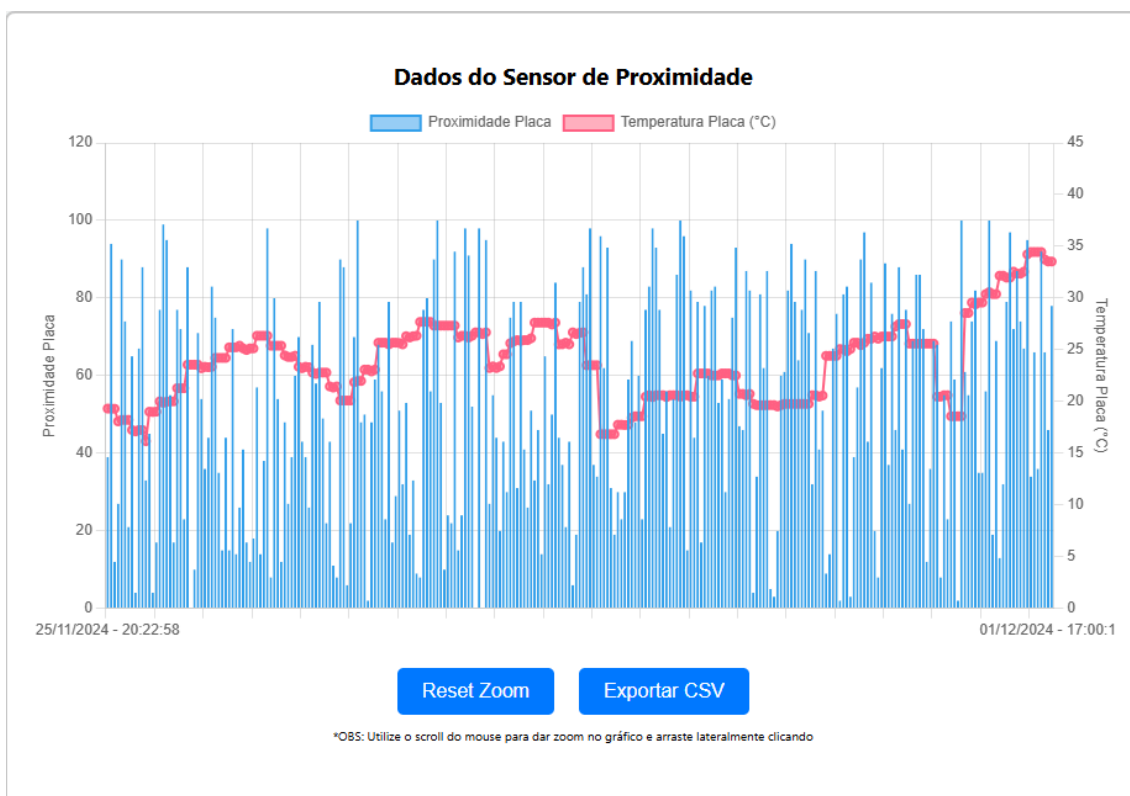 Dados do Sensor de Proximidade
Proximidade Placa Temperatura Placa (°C)
120 45
40
100 35
80 30
25
60 20
40 15
10
20 5
0 0
Proximidade Placa
Temperatura Placa (°C)
25/11/2024 - 20:22:58 01/12/2024 - 17:00:1
Reset Zoom Exportar CSV
*OBS: Utilize o scroll do mouse para dar zoom no gráfico e arraste lateralmente clicando